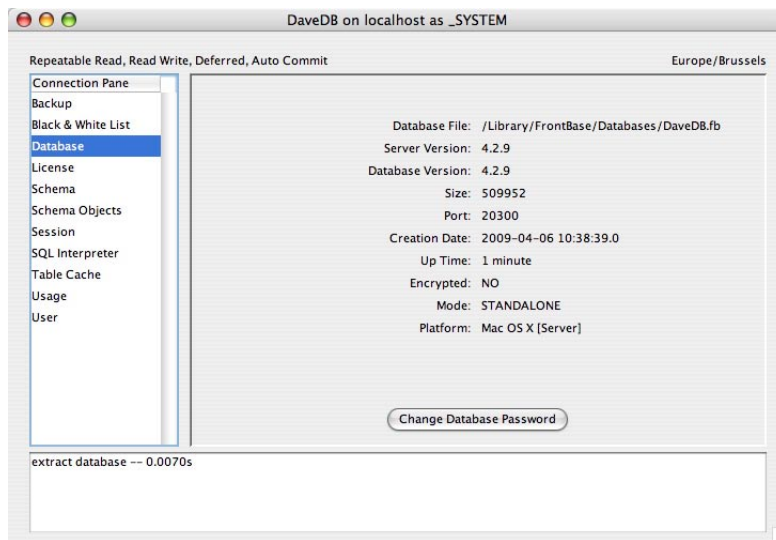 DaveDB on localhost as _SYSTEM
Repeatable Read, Read Write, Deferred, Auto Commit
Europe/Brussels
Connection Pane
Backup
Black & White List
Database
License
Schema
Schema Objects
Session
SQL Interpreter
Table Cache
Usage
User
Database File: /Library/FrontBase/Databases/DaveDB.fb
Server Version: 4.2.9
Database Version: 4.2.9
Size: 509952
Port: 20300
Creation Date: 2009-04-06 10:38:39.0
Up Time: 1 minute
Encrypted: NO
Mode: STANDALONE
Platform: Mac OS X [Server]
Change Database Password
extract database -- 0.0070s